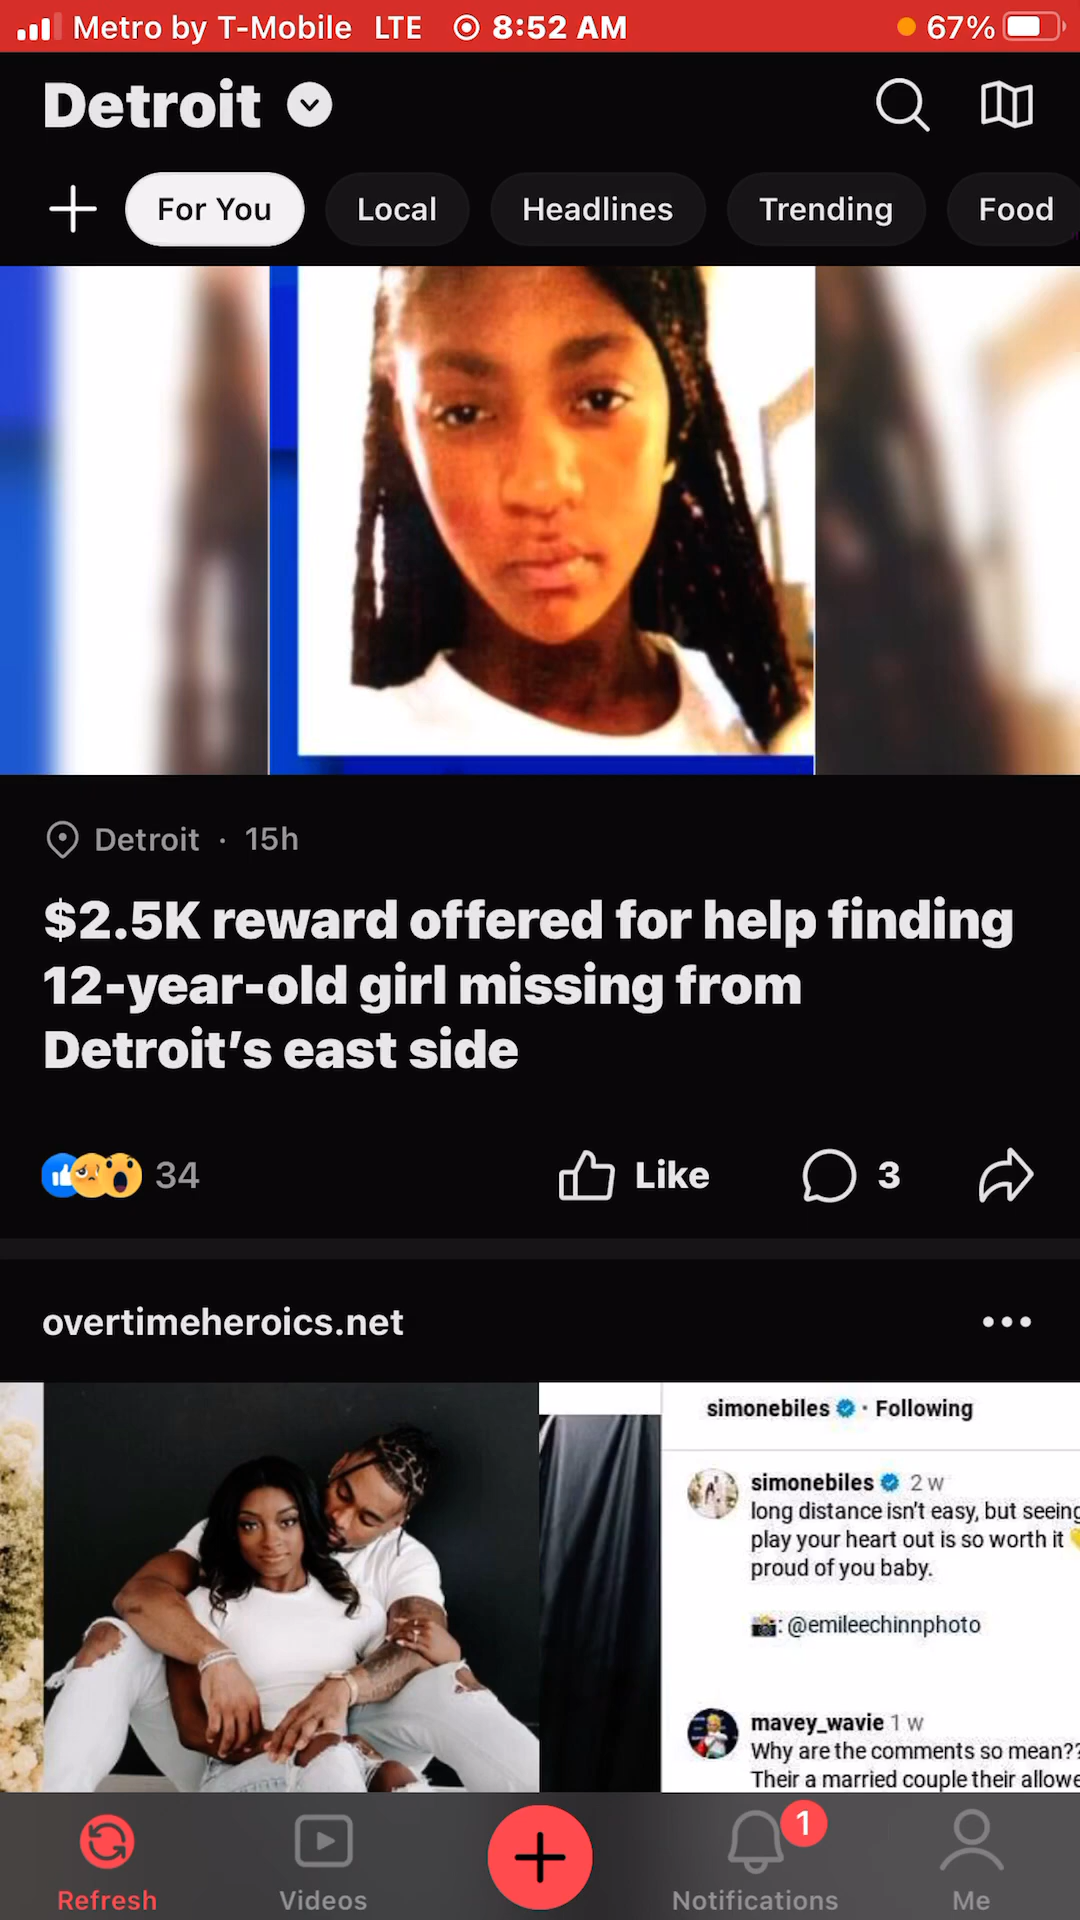 Metro by T-Mobile LTE 8:52 AM 67%
Detroit
For You Local Headlines Trending Food
Detroit · 15h
$2.5K reward offered for help finding
12-year-old girl missing from
Detroit's east side
34 Like 3
overtimeheroics.net
simonebiles · Following
simonebiles 2 w
long distance isn't easy, but seeing
play your heart out is so worth it
proud of you baby.
: @emileechinnphoto
mavey_wavie 1 w
Why are the comments so mean??
Their a married couple their allowe
1
Refresh Videos Notifications Me